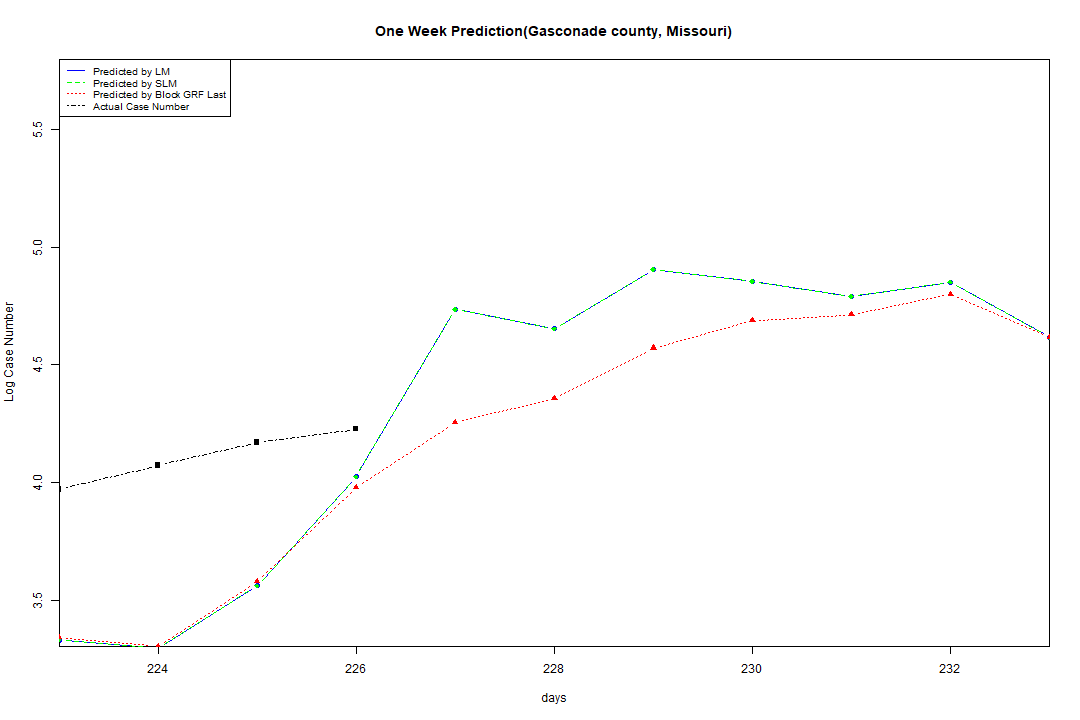 One Week Prediction(Gasconade county, Missouri)
Predicted by LM
Predicted by SLM
Predicted by Block GRF Last
Actual Case Number
5.5
5.0
4.5
4.0
3.5
Log Case Number
224
226
228
230
232
days